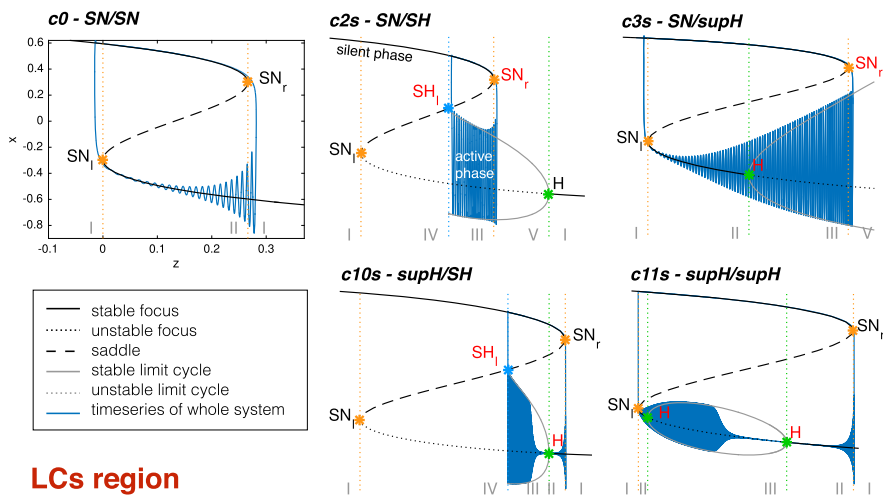 c0 - SN/SN
0.6
0.4
0.2
0
-0.2
-0.4
-0.6
-0.8
x
SNr
SNl
I
II
I
-0.1
0
0.1
0.2
0.3
z
c2s - SN/SH
silent phase
SNr
SHl
SNl
active
phase
H
I
IV
III
V
I
c3s - SN/supH
SNr
SNl
H
I
II
III
V
stable focus
unstable focus
saddle
stable limit cycle
unstable limit cycle
timeseries of whole system
LCs region
c10s - supH/SH
SNr
SHl
SNl
H
I
IV
III
II
I
c11s - supH/supH
SNr
SNl
H
H
I
II
III
II
I